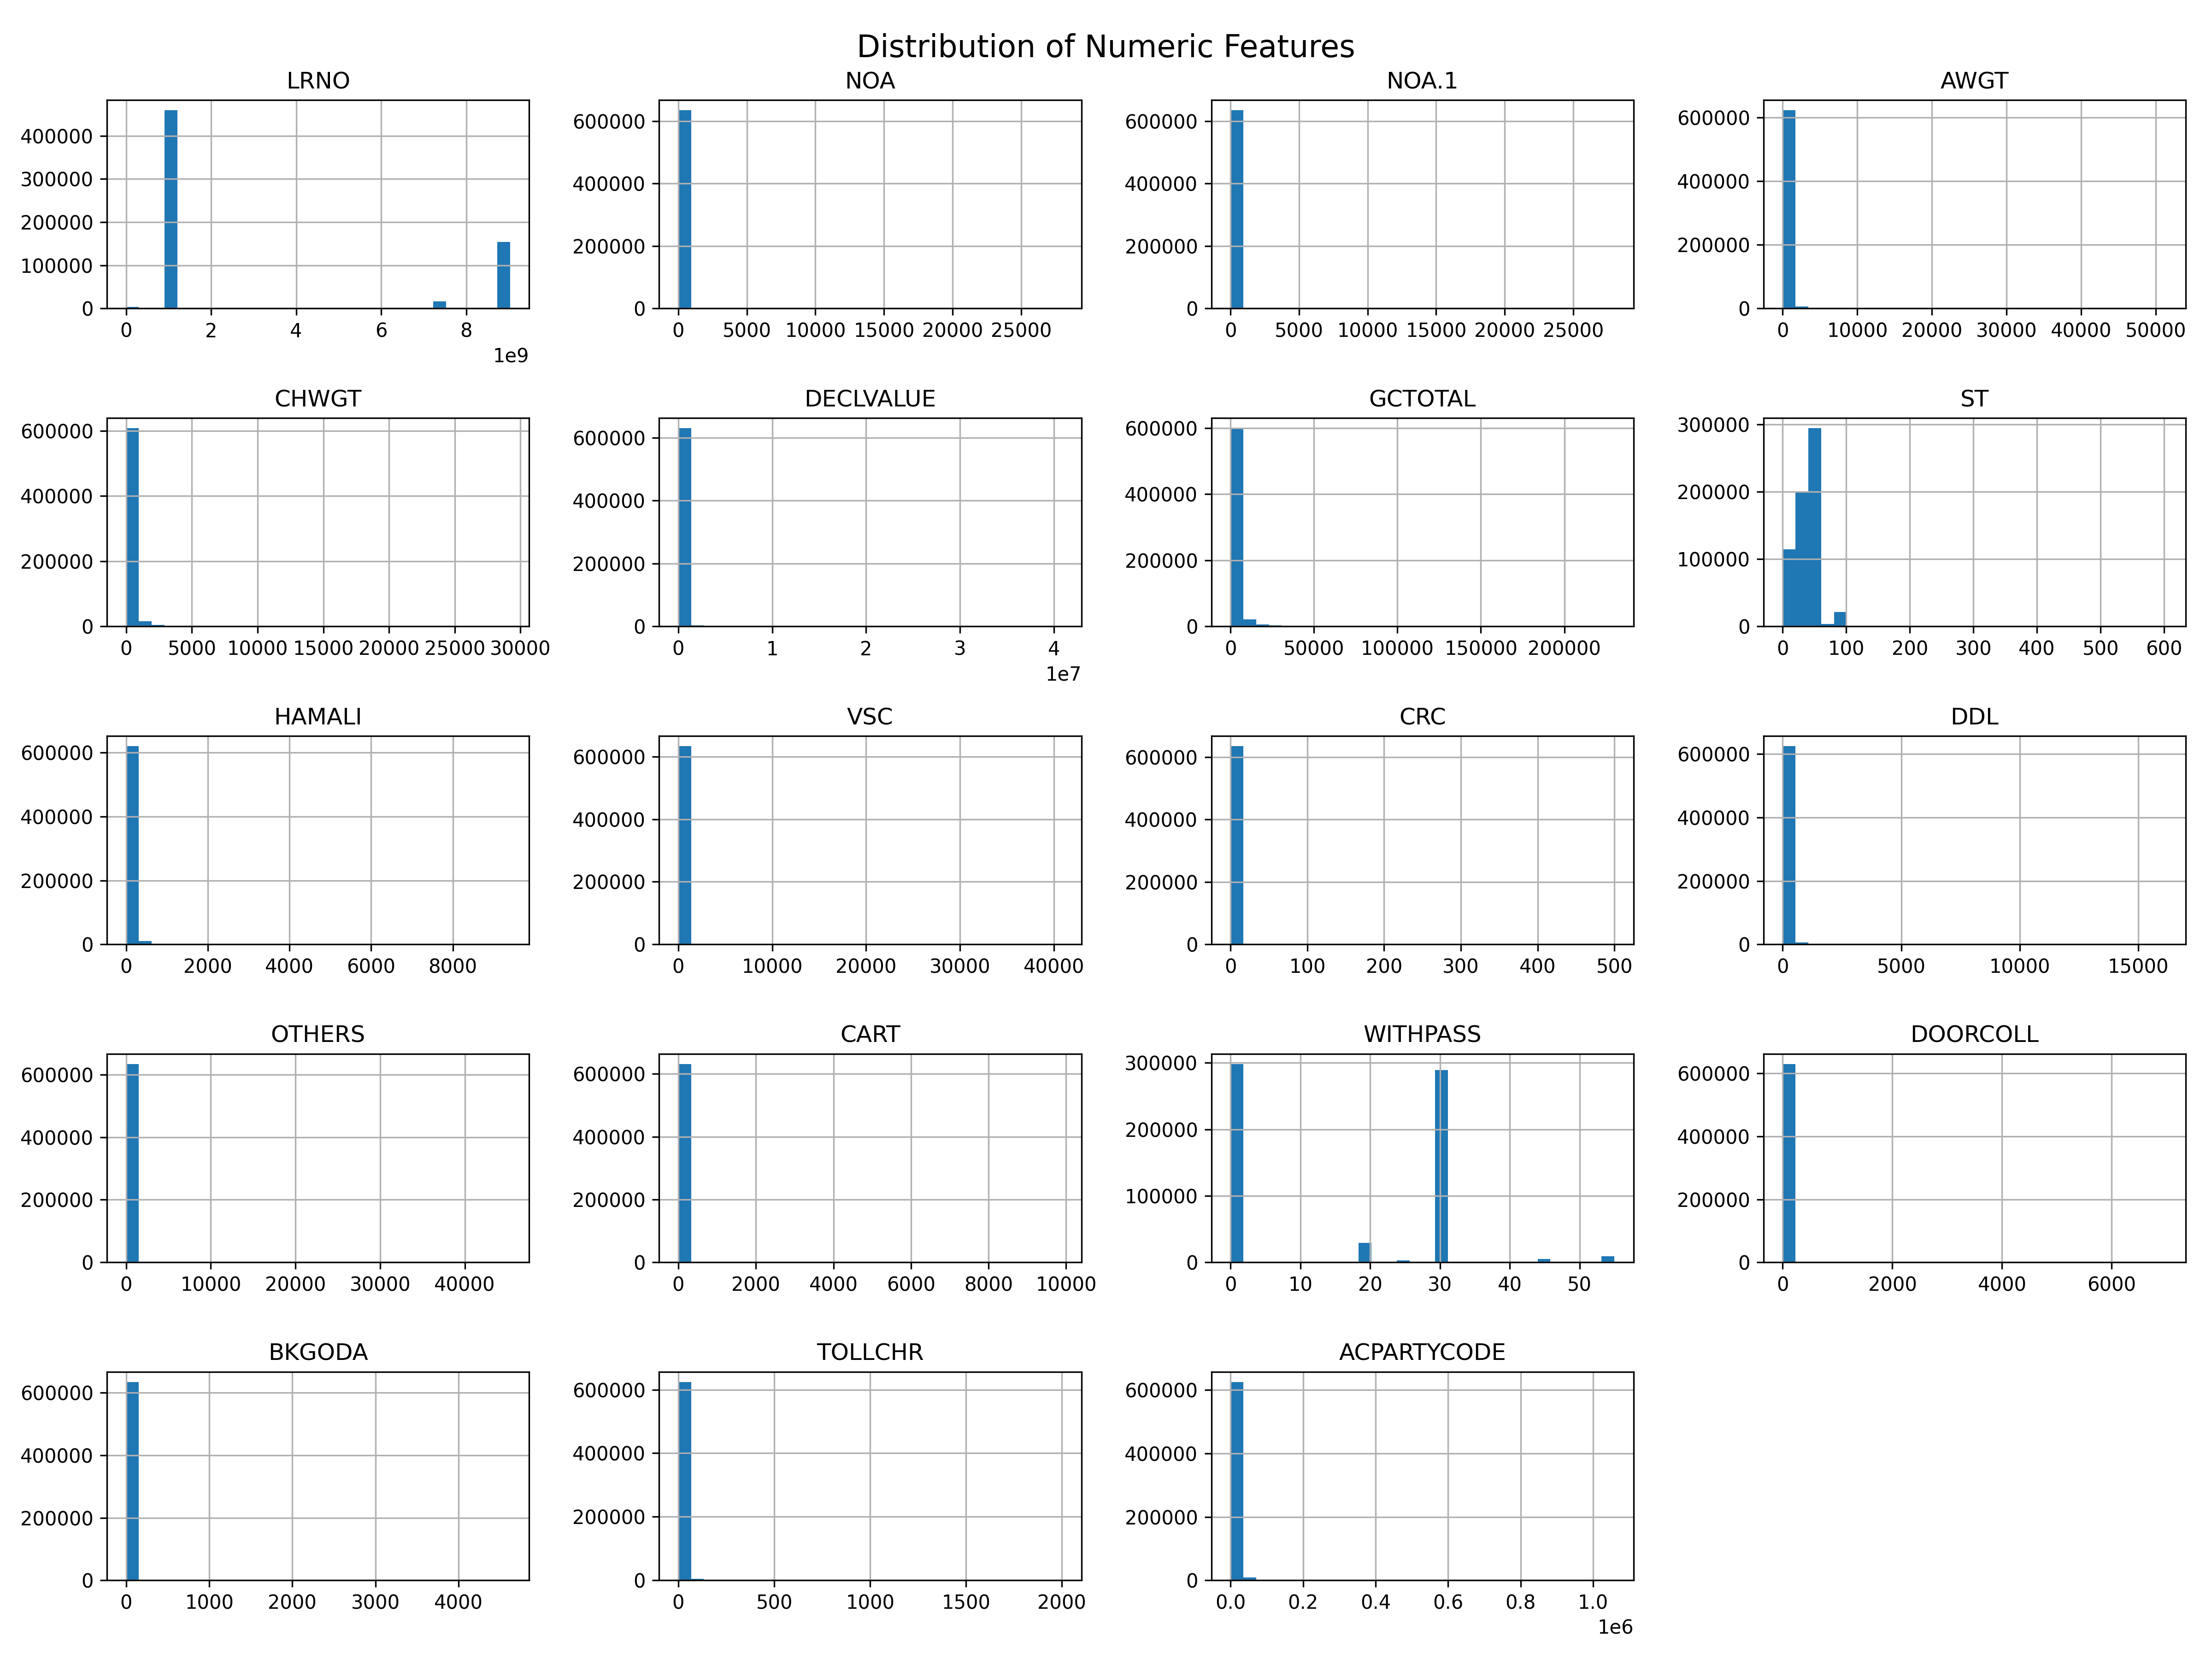 Distribution of Numeric Features
LRNO
400000
300000
200000
100000
0
0 2 4 6 8
1e9
NOA
600000
400000
200000
0
0 5000 10000 15000 20000 25000
NOA.1
600000
400000
200000
0
0 5000 10000 15000 20000 25000
AWGT
600000
400000
200000
0
0 10000 20000 30000 40000 50000
CHWGT
600000
400000
200000
0
0 5000 10000 15000 20000 25000 30000
DECLVALUE
600000
400000
200000
0
0 1 2 3 4
1e7
GCTOTAL
600000
400000
200000
0
0 50000 100000 150000 200000
ST
300000
200000
100000
0
0 100 200 300 400 500 600
HAMALI
600000
400000
200000
0
0 2000 4000 6000 8000
VSC
600000
400000
200000
0
0 10000 20000 30000 40000
CRC
600000
400000
200000
0
0 100 200 300 400 500
DDL
600000
400000
200000
0
0 5000 10000 15000
OTHERS
600000
400000
200000
0
0 10000 20000 30000 40000
CART
600000
400000
200000
0
0 2000 4000 6000 8000 10000
WITHPASS
300000
200000
100000
0
0 10 20 30 40 50
DOORCOLL
600000
400000
200000
0
0 2000 4000 6000
BKGODA
600000
400000
200000
0
0 1000 2000 3000 4000
TOLLCHR
600000
400000
200000
0
0 500 1000 1500 2000
ACPARTYCODE
600000
400000
200000
0
0.0 0.2 0.4 0.6 0.8 1.0
1e6